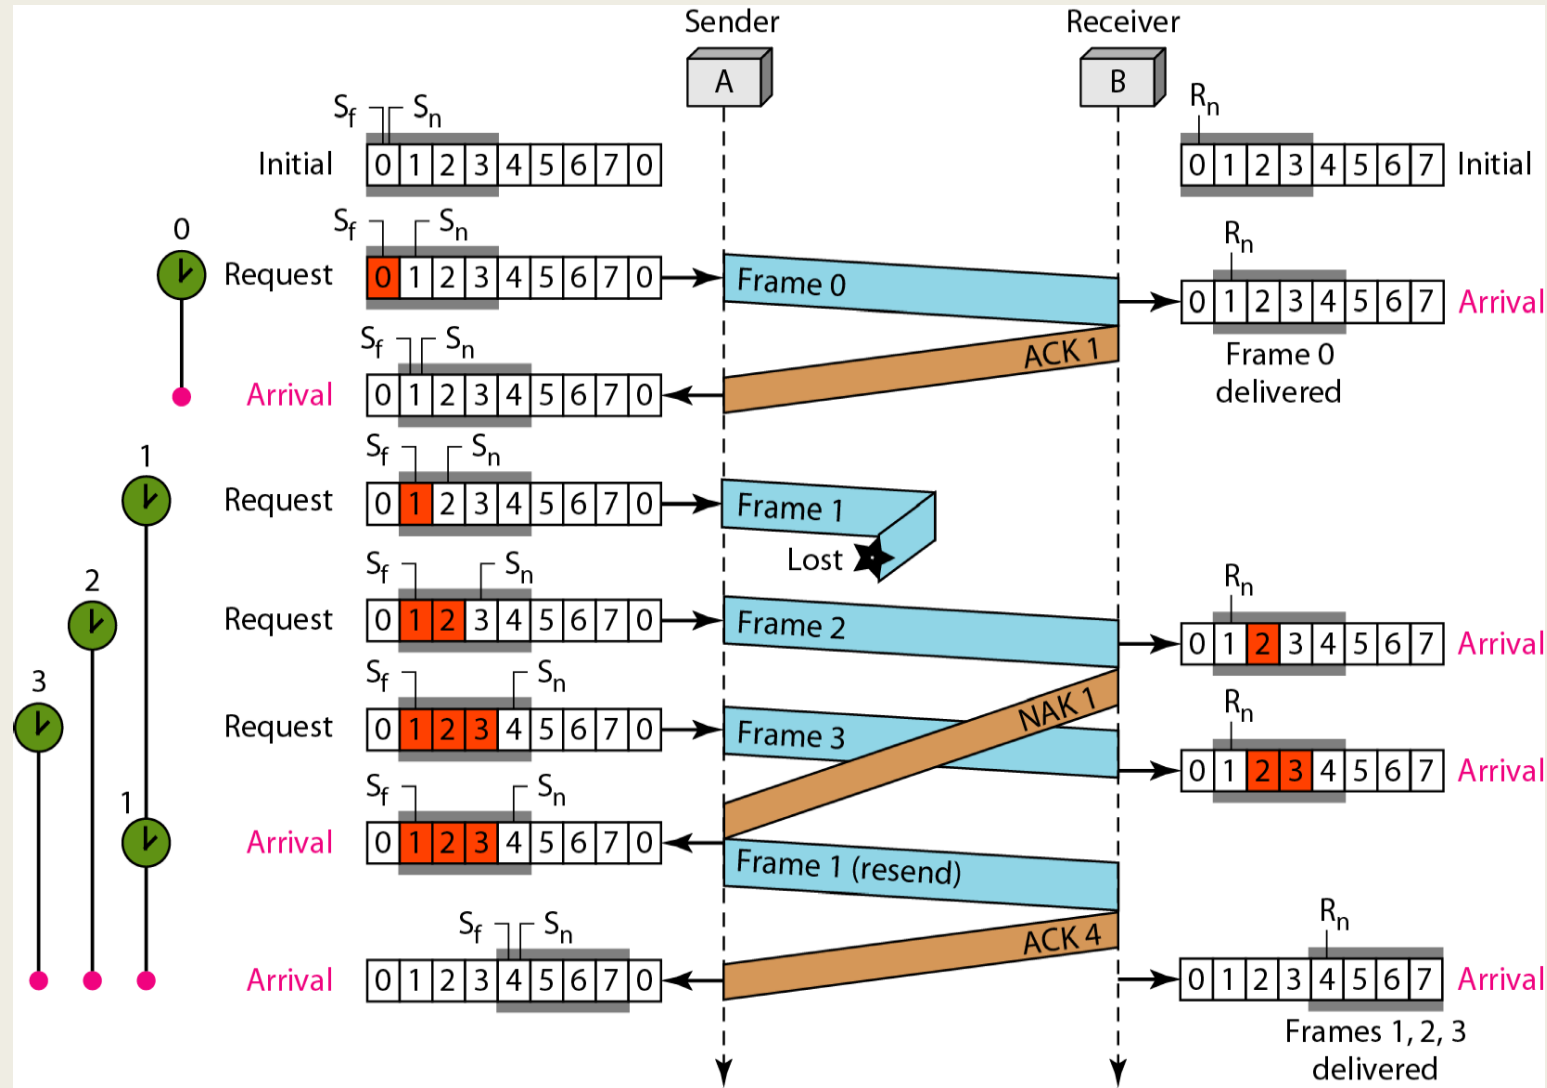 Sender Receiver
A B
Sf Sn Rn
Initial 0 1 2 3 4 5 6 7 0 0 1 2 3 4 5 6 7 Initial
0 Sf Sn Rn
Request 0 1 2 3 4 5 6 7 0 Frame 0 0 1 2 3 4 5 6 7 Arrival
Sf Sn ACK 1 Frame 0
delivered
Arrival 0 1 2 3 4 5 6 7 0
1 Sf Sn
Request 0 1 2 3 4 5 6 7 0 Frame 1
Lost
2 Sf Sn Rn
Request 0 1 2 3 4 5 6 7 0 Frame 2 0 1 2 3 4 5 6 7 Arrival
3 Sf Sn NAK 1 Rn
Request 0 1 2 3 4 5 6 7 0 Frame 3 0 1 2 3 4 5 6 7 Arrival
1 Sf Sn
Arrival 0 1 2 3 4 5 6 7 0 Frame 1 (resend)
Sf Sn ACK 4 Rn
Arrival 0 1 2 3 4 5 6 7 0 0 1 2 3 4 5 6 7 Arrival
Frames 1, 2, 3
delivered